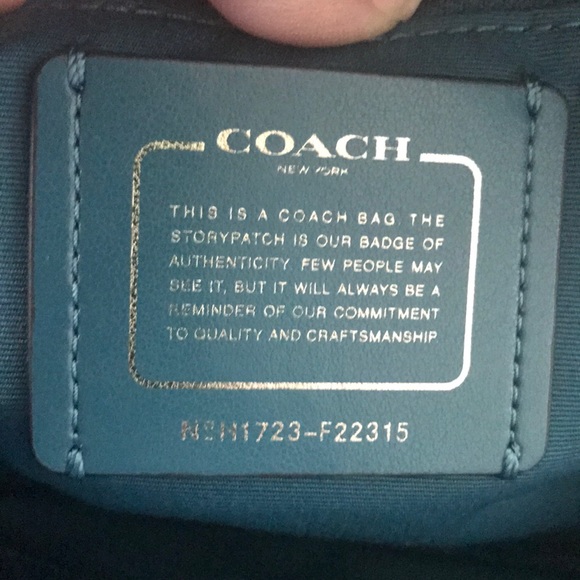 COACH
NEW YORK
THIS IS A COACH BAG THE
STORYPATCH IS OUR BADGE OF
AUTHENTICITY. FEW PEOPLE MAY
SEE IT, BUT IT WILL ALWAYS BE A
REMINDER OF OUR COMMITMENT
TO QUALITY AND CRAFTSMANSHIP